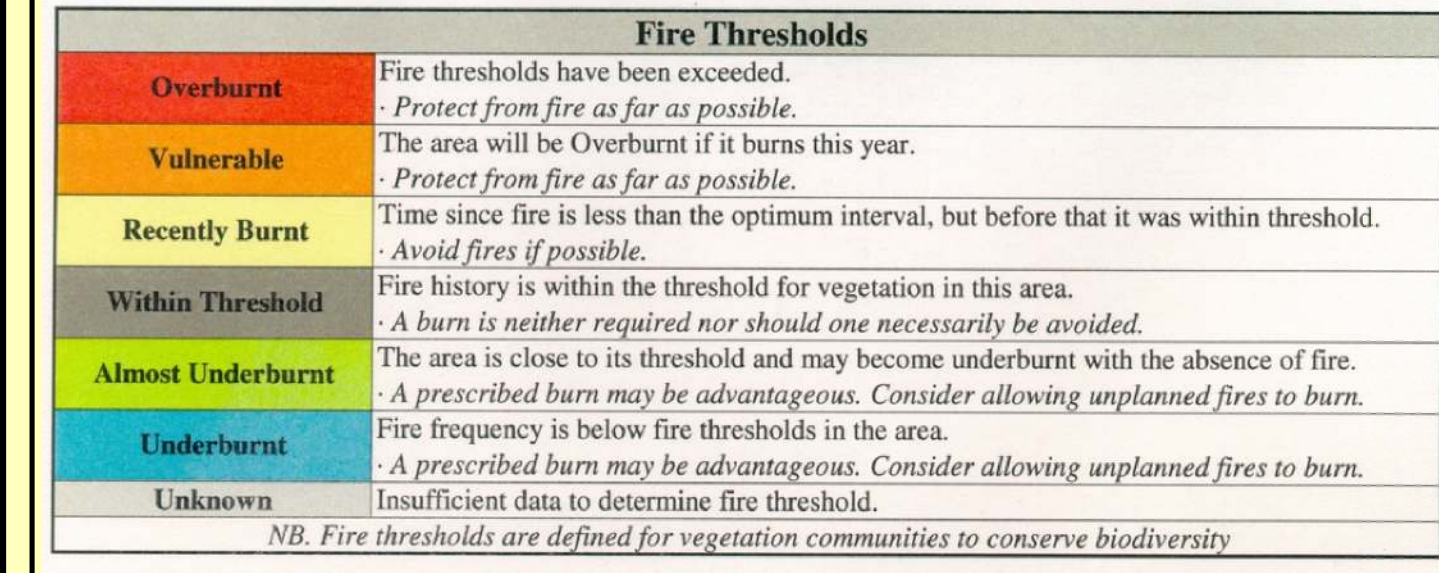 Fire Thresholds
Overburnt
Fire thresholds have been exceeded.
· Protect from fire as far as possible.
Vulnerable
The area will be Overburnt if it burns this year.
· Protect from fire as far as possible.
Recently Burnt
Time since fire is less than the optimum interval, but before that it was within threshold.
· Avoid fires if possible.
Within Threshold
Fire history is within the threshold for vegetation in this area.
· A burn is neither required nor should one necessarily be avoided.
Almost Underburnt
The area is close to its threshold and may become underburnt with the absence of fire.
· A prescribed burn may be advantageous. Consider allowing unplanned fires to burn.
Underburnt
Fire frequency is below fire thresholds in the area.
· A prescribed burn may be advantageous. Consider allowing unplanned fires to burn.
Unknown
Insufficient data to determine fire threshold.
NB. Fire thresholds are defined for vegetation communities to conserve biodiversity